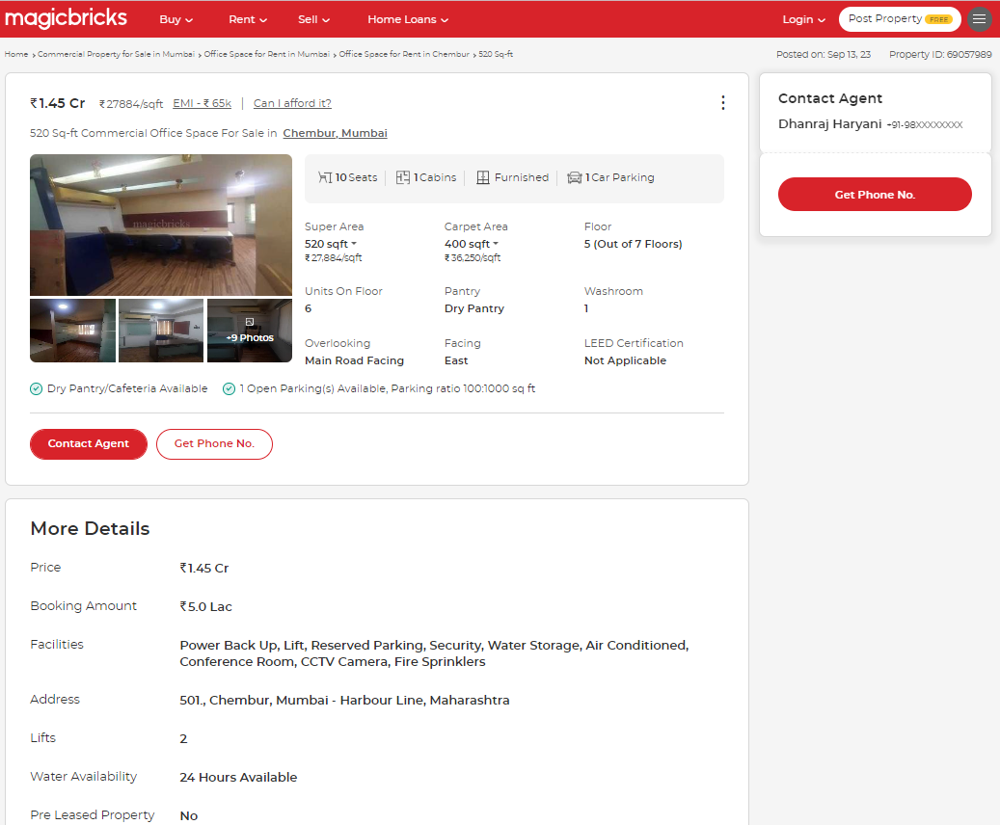 magicbricks
Buy Rent Sell Home Loans Login Post Property FREE
Home Commercial Property for Sale in Mumbai Office Space for Rent in Mumbai Office Space for Rent in Chembur 520 Sq-ft Posted on: Sep 13, 23 Property ID: 69057989
₹1.45 Cr ₹27884/sqft EMI - ₹ 65k | Can I afford it?
520 Sq-ft Commercial Office Space For Sale in Chembur, Mumbai
magicbricks
+9 Photos
10 Seats 1 Cabins Furnished 1 Car Parking
Super Area Carpet Area Floor
520 sqft 400 sqft 5 (Out of 7 Floors)
₹27,884/sqft ₹36,250/sqft
Units On Floor Pantry Washroom
6 Dry Pantry 1
Overlooking Facing LEED Certification
Main Road Facing East Not Applicable
Dry Pantry/Cafeteria Available 1 Open Parking(s) Available, Parking ratio 100:1000 sq ft
Contact Agent Get Phone No.
Contact Agent
Dhanraj Haryani +91-98XXXXXXXX
Get Phone No.
More Details
Price ₹1.45 Cr
Booking Amount ₹5.0 Lac
Facilities Power Back Up, Lift, Reserved Parking, Security, Water Storage, Air Conditioned,
Conference Room, CCTV Camera, Fire Sprinklers
Address 501., Chembur, Mumbai - Harbour Line, Maharashtra
Lifts 2
Water Availability 24 Hours Available
Pre Leased Property No